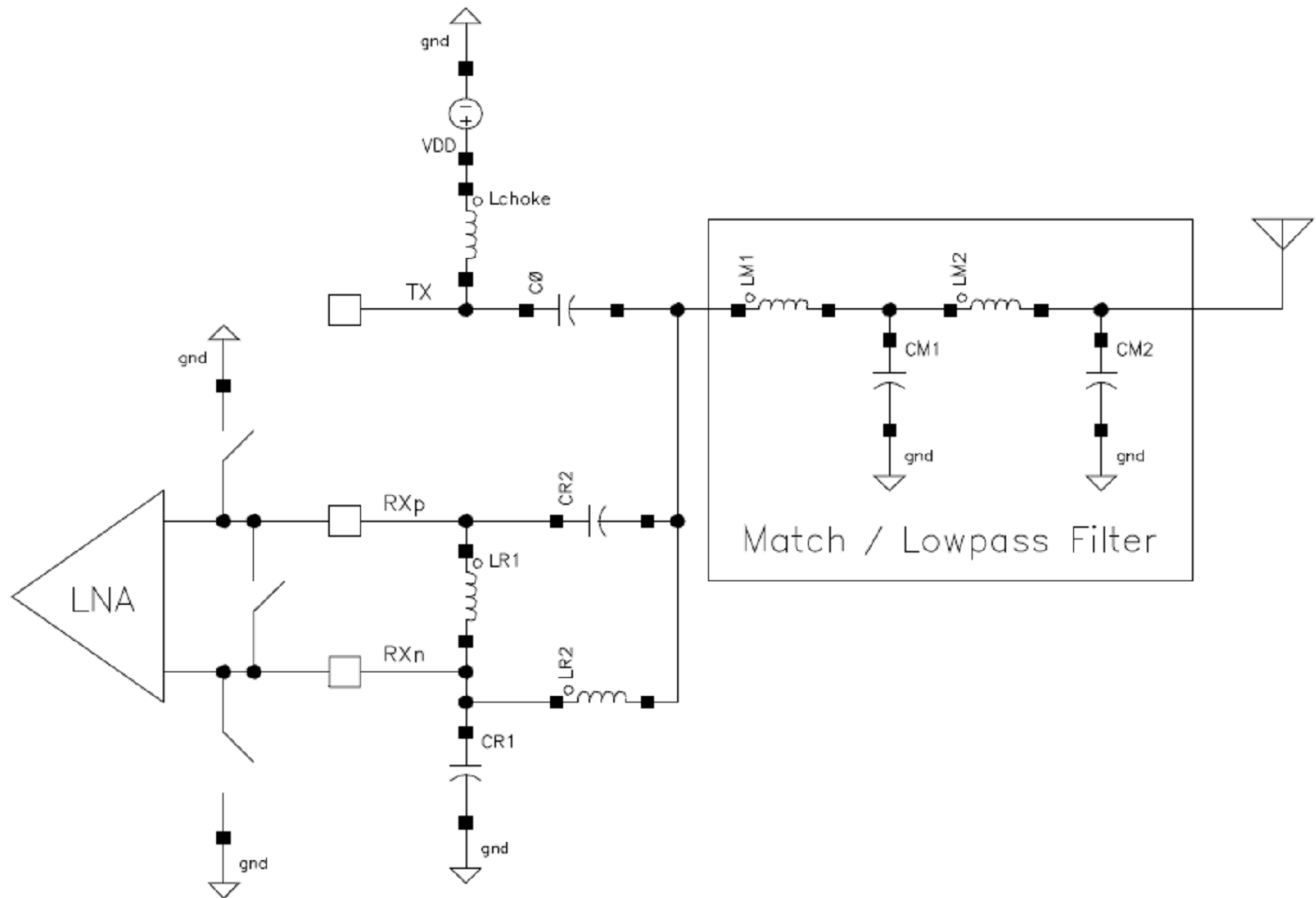 gnd
VDD
Lchoke
TX
CØ
LM1
LM2
CM1
CM2
gnd
gnd
gnd
RXp
CR2
Match / Lowpass Filter
LR1
LNA
RXn
LR2
CR1
gnd
gnd